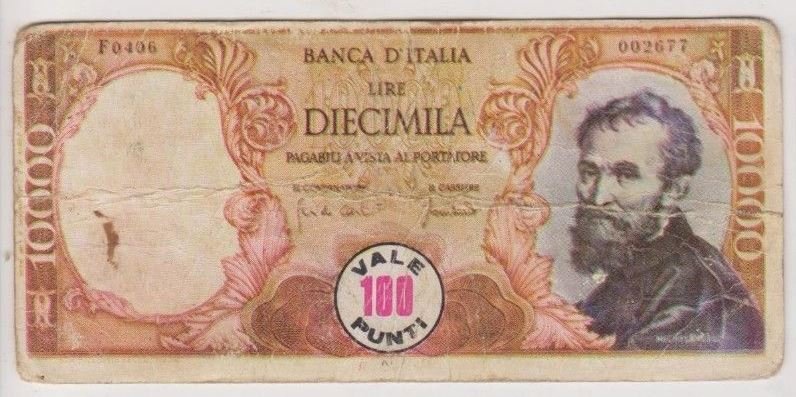 F0406
002677
BANCA D'ITALIA
LIRE
DIECIMILA
PAGABILI A VISTA AL PORTATORE
IL GOVERNATORE
IL CASSIERE
10000
10000
VALE
100
PUNTI